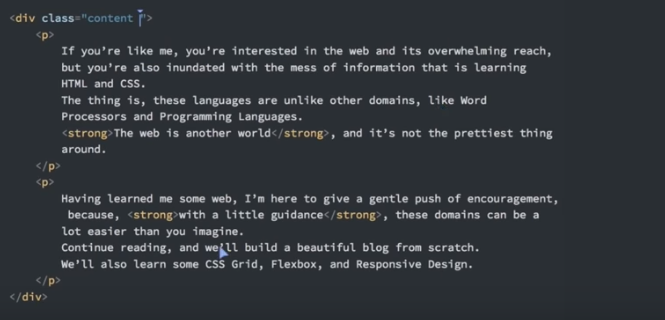 <div class="content ">
<p>
If you're like me, you're interested in the web and its overwhelming reach,
but you're also inundated with the mess of information that is learning
HTML and CSS.
The thing is, these languages are unlike other domains, like Word
Processors and Programming Languages.
<strong>The web is another world</strong>, and it's not the prettiest thing
around.
</p>
<p>
Having learned me some web, I'm here to give a gentle push of encouragement,
because, <strong>with a little guidance</strong>, these domains can be a
lot easier than you imagine.
Continue reading, and we'll build a beautiful blog from scratch.
We'll also learn some CSS Grid, Flexbox, and Responsive Design.
</p>
</div>